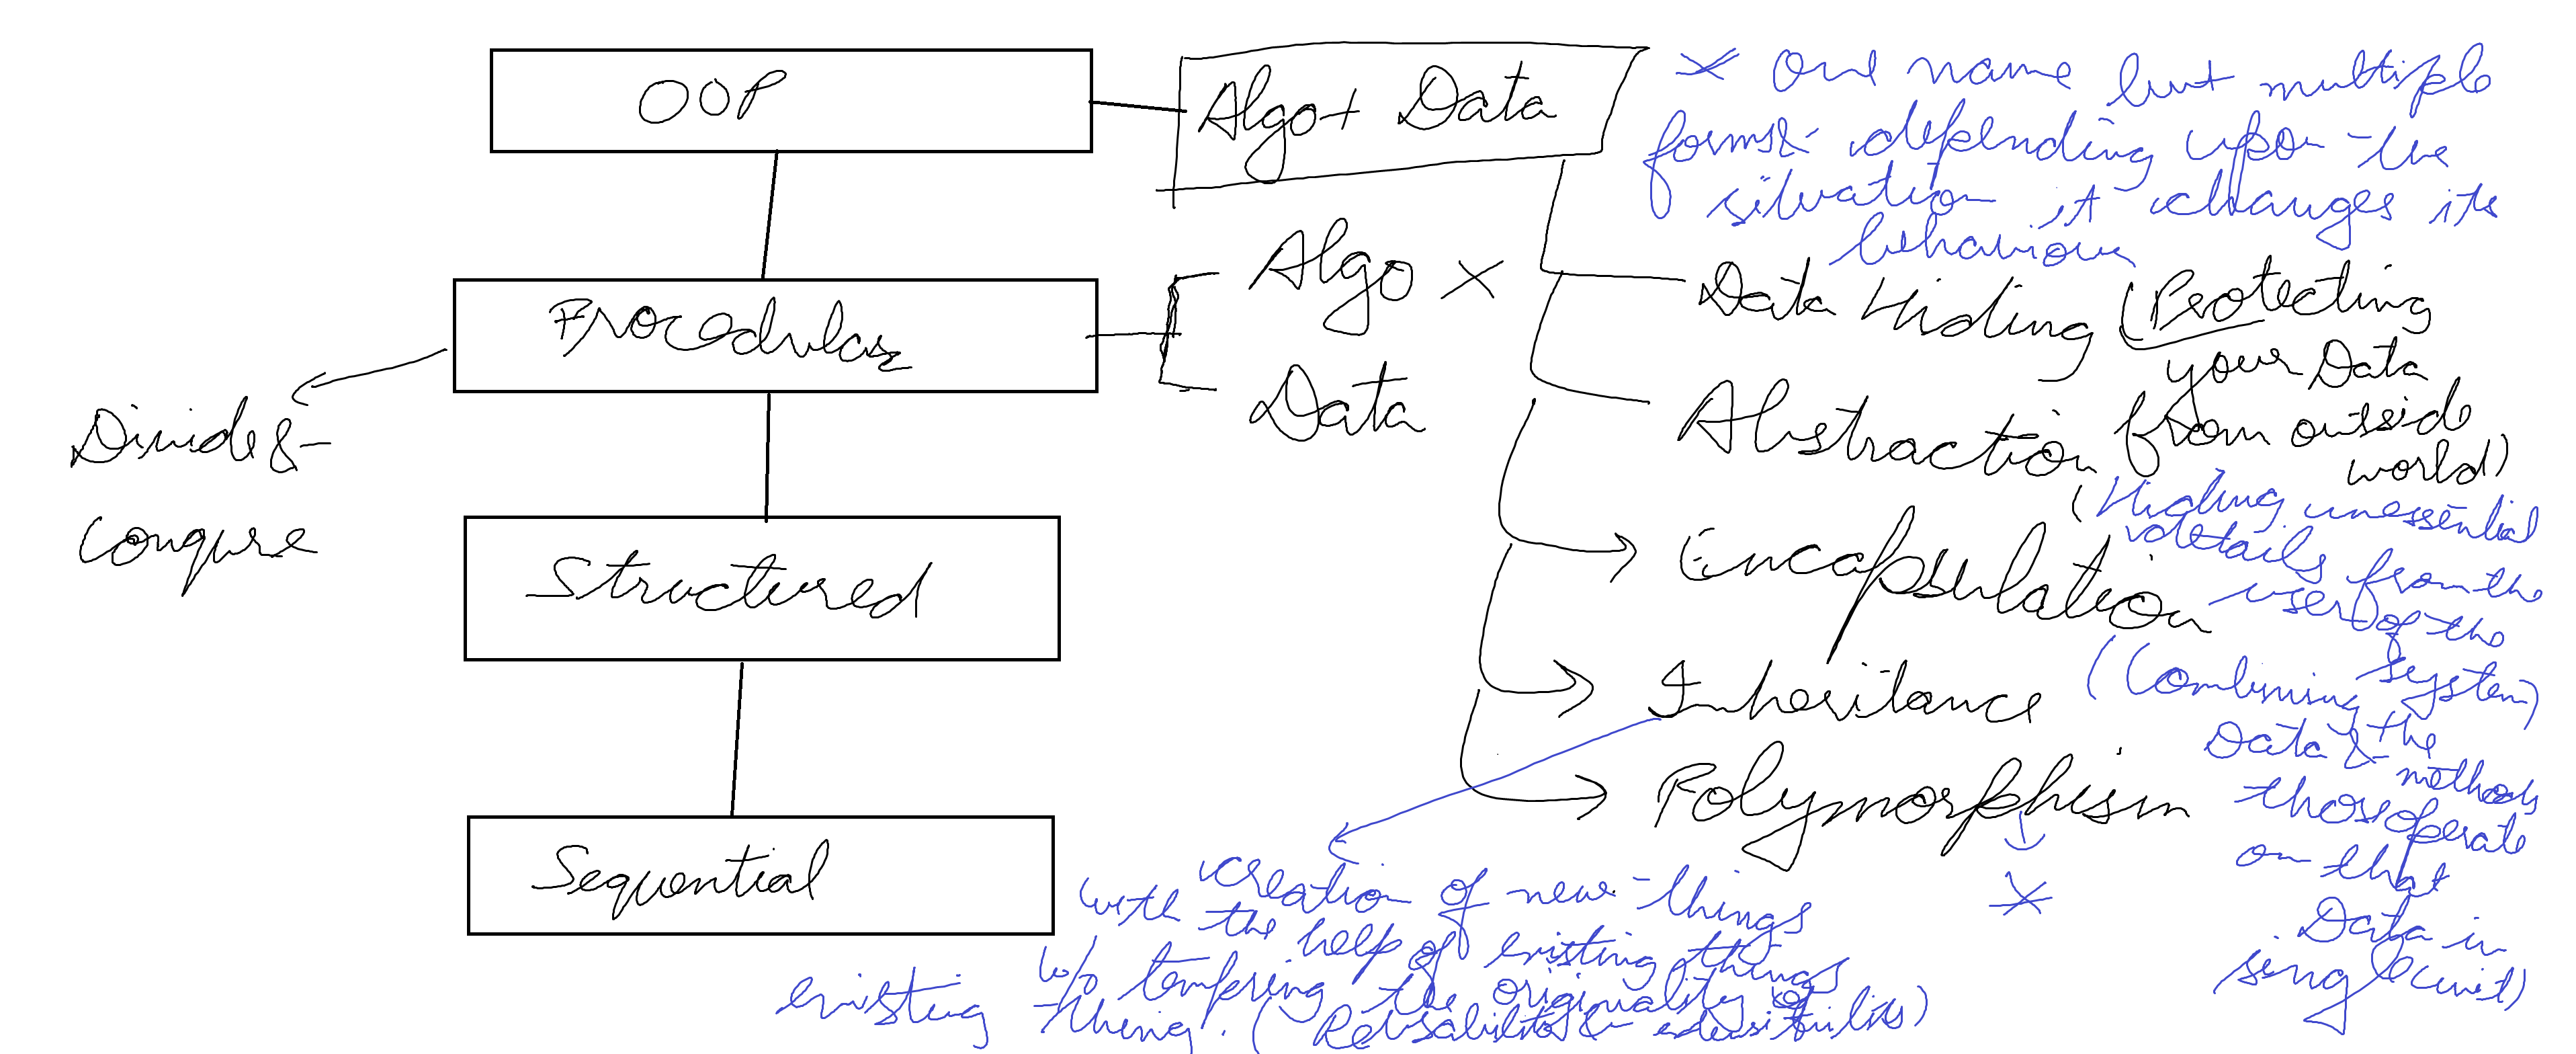 OOP
Algo + Data
* One name but multiple
forms & depending upon the
situation it changes its
behaviour
Procedular
Algo ×
Data
Divide &
Conqure
Data Hiding (Protecting
your Data
from outside
world)
Abstraction
(Hiding unessential
details from the
user of the
system)
Structured
Encapsulation
(Combining the
Data & methods
those operate
on that
Data in
single unit)
Inheritance
Polymorphism
*
Sequential
creation of new things
with the help of existing things
w/o tempering the originality of
existing thing. (Reusability & extensibility)